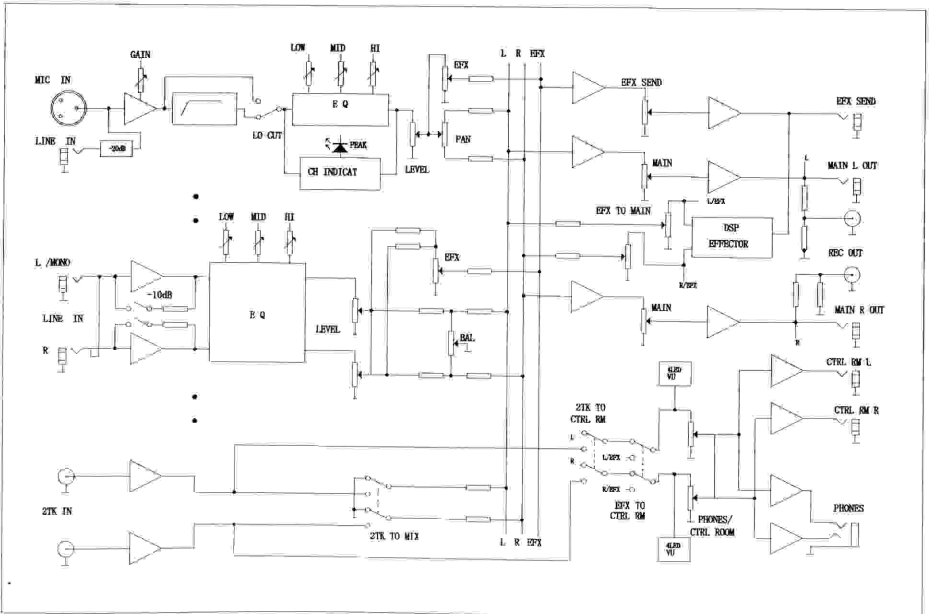 LOW MID HI L R EFX
GAIN
MIC IN EFX EFX SEND
E Q EFX SEND
LINE IN LO CUT PAN
-20dB PEAK MAIN MAIN L OUT
CH INDICAT LEVEL L
L/EFX
LOW MID HI EFX TO MAIN DSP
EFFECTOR
L /MONO EFX REC OUT
R/EFX
-10dB
LINE IN E Q MAIN MAIN R OUT
LEVEL BAL
R R
4LED
VU CTRL RM L
2TK TO
CTRL RM CTRL RM R
L
R L/EFX
R/EFX PHONES
2TK IN EFX TO
CTRL RM PHONES/
CTRL ROOM
2TK TO MIX
L R EFX 4LED
VU